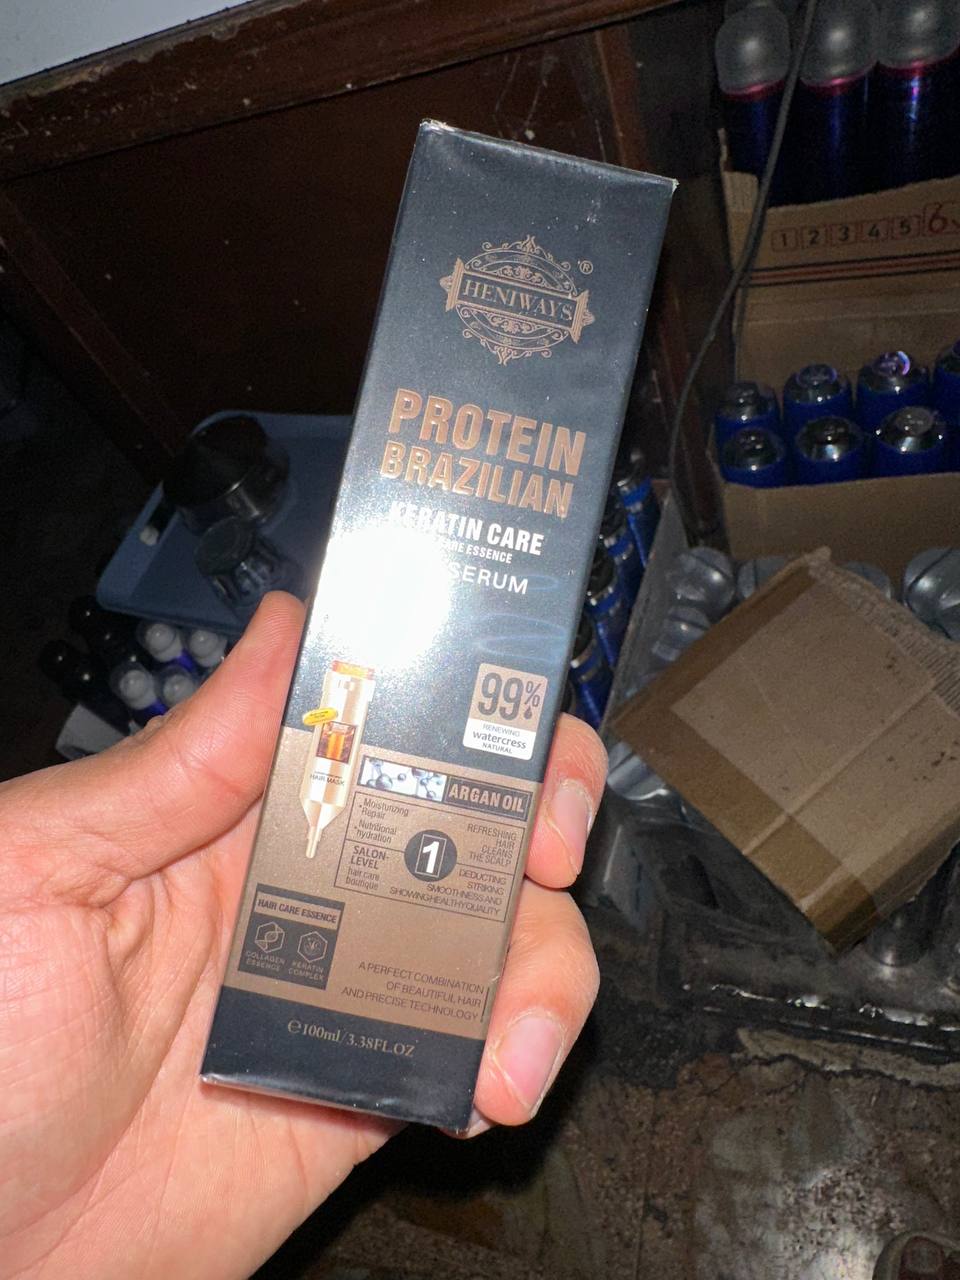 ®
HENIWAYS
PROTEIN
BRAZILIAN
KERATIN CARE
CARE ESSENCE
SERUM
99%
RENEWING
watercress
NATURAL
HAIR MASK
ARGAN OIL
•Moisturizing
Repair
•Nutritional
hydration
SALON-
LEVEL
hair care
boutique
1
REFRESHING
HAIR
CLEANS
THE SCALP
DEDUCTING
STRIKING
SMOOTHNESS AND
SHOWING HEALTHY QUALITY
HAIR CARE ESSENCE
COLLAGEN
ESSENCE
KERATIN
COMPLEX
A PERFECT COMBINATION
OF BEAUTIFUL HAIR
AND PRECISE TECHNOLOGY
℮100ml/3.38FL.OZ
1 2 3 4 5 6